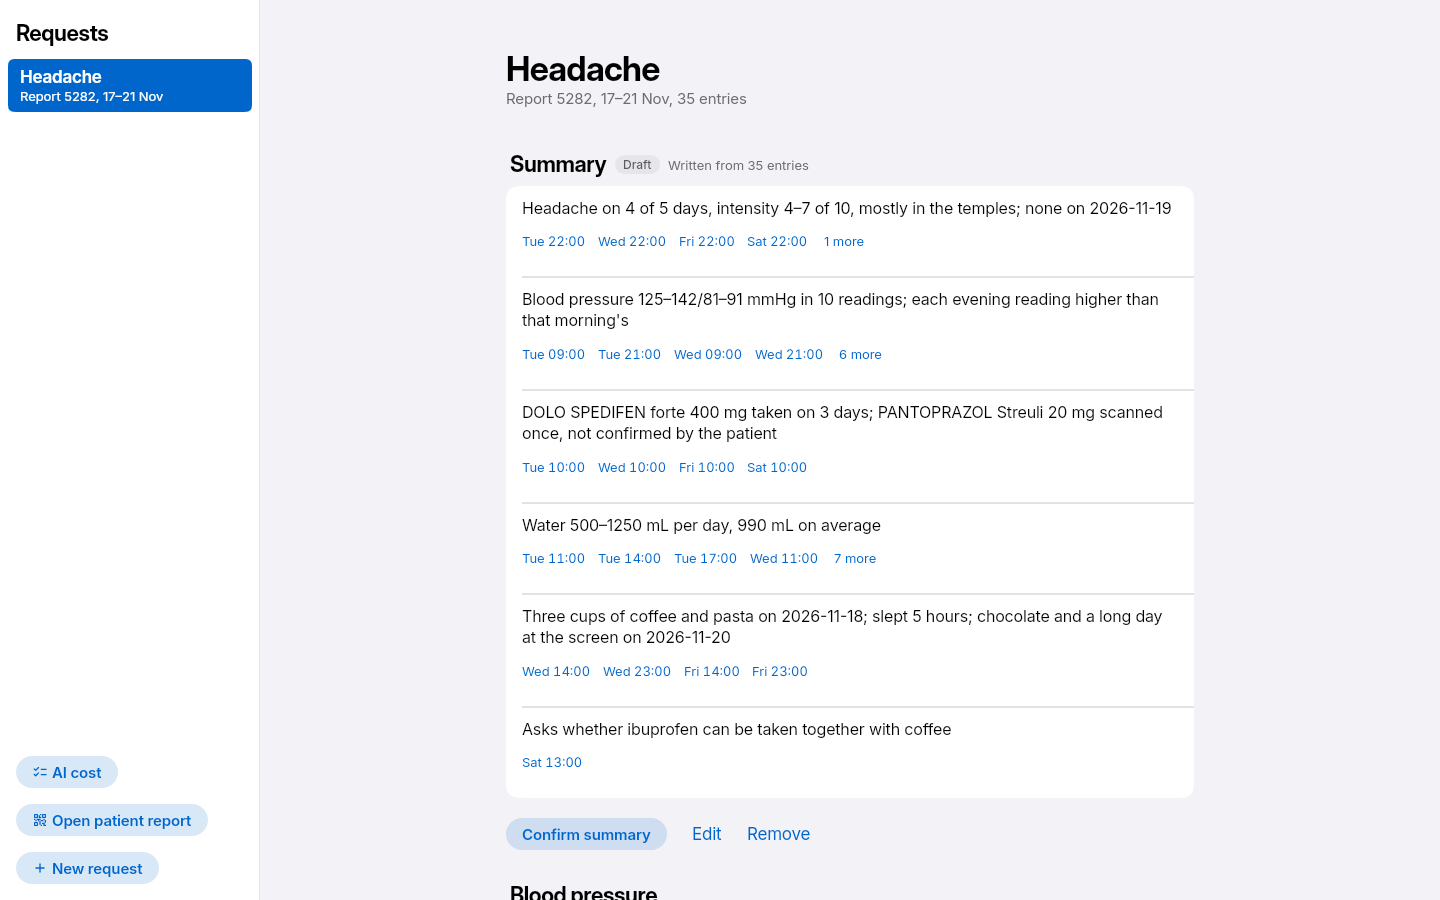 Requests
Headache
Report 5282, 17–21 Nov
AI cost
Open patient report
New request
Headache
Report 5282, 17–21 Nov, 35 entries
Summary Draft Written from 35 entries
Headache on 4 of 5 days, intensity 4–7 of 10, mostly in the temples; none on 2026-11-19
Tue 22:00 Wed 22:00 Fri 22:00 Sat 22:00 1 more
Blood pressure 125–142/81–91 mmHg in 10 readings; each evening reading higher than
that morning's
Tue 09:00 Tue 21:00 Wed 09:00 Wed 21:00 6 more
DOLO SPEDIFEN forte 400 mg taken on 3 days; PANTOPRAZOL Streuli 20 mg scanned
once, not confirmed by the patient
Tue 10:00 Wed 10:00 Fri 10:00 Sat 10:00
Water 500–1250 mL per day, 990 mL on average
Tue 11:00 Tue 14:00 Tue 17:00 Wed 11:00 7 more
Three cups of coffee and pasta on 2026-11-18; slept 5 hours; chocolate and a long day
at the screen on 2026-11-20
Wed 14:00 Wed 23:00 Fri 14:00 Fri 23:00
Asks whether ibuprofen can be taken together with coffee
Sat 13:00
Confirm summary Edit Remove
Blood pressure